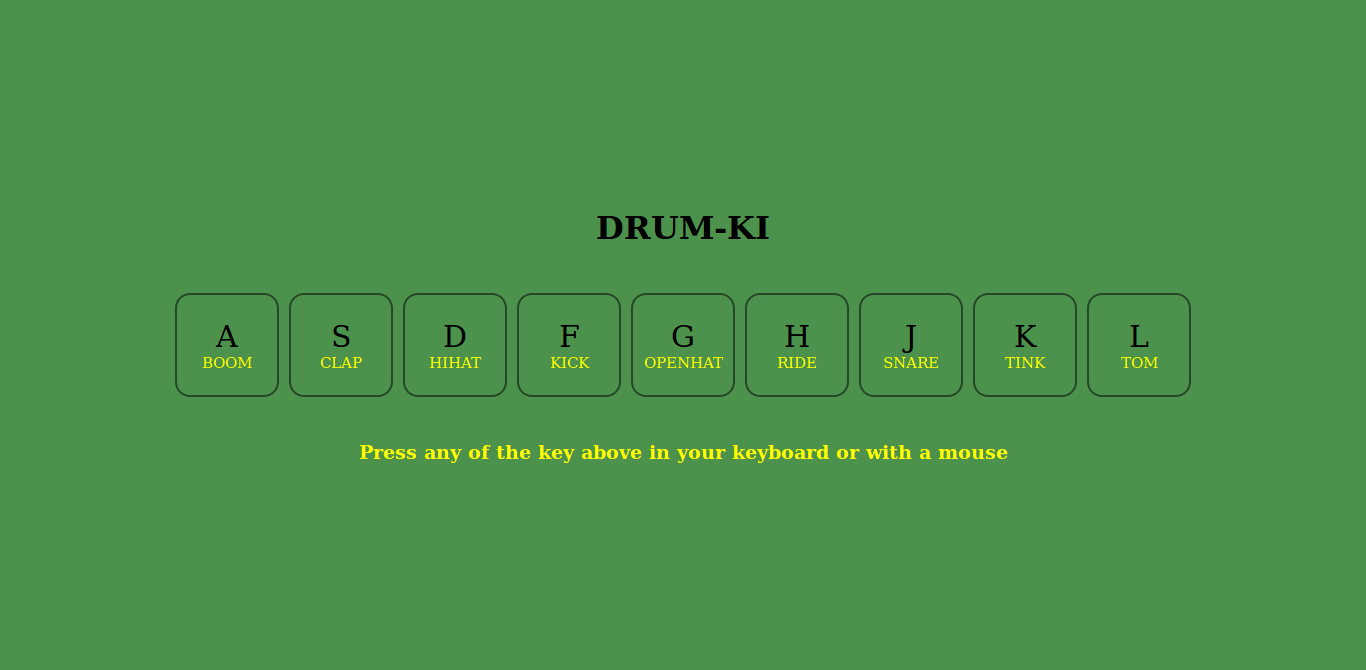 DRUM-KI
A S D F G H J K L
BOOM CLAP HIHAT KICK OPENHAT RIDE SNARE TINK TOM
Press any of the key above in your keyboard or with a mouse